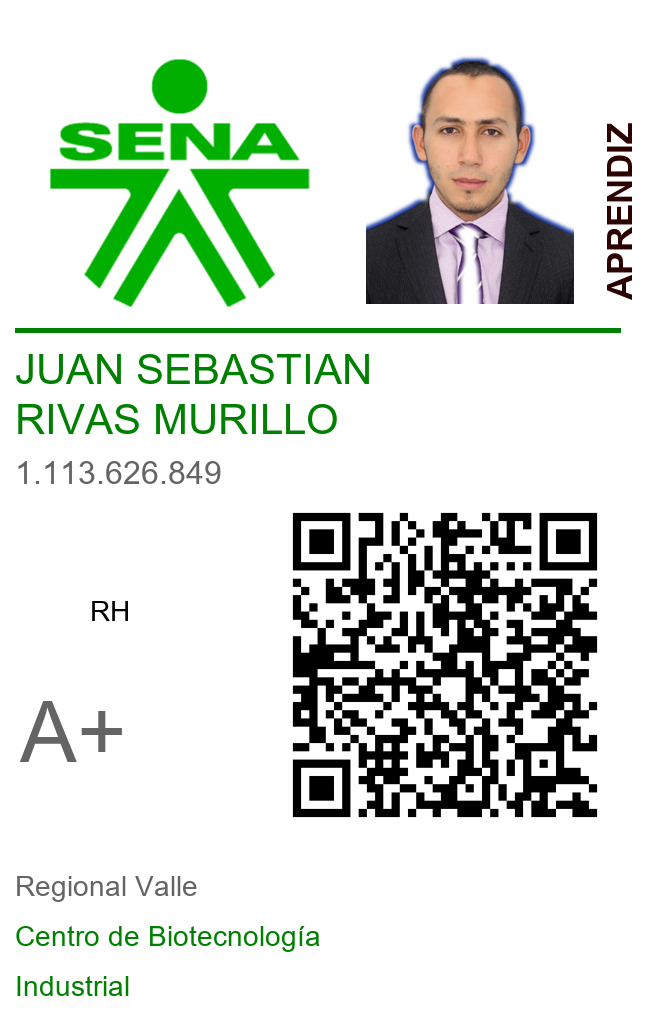 SENA
APRENDIZ
JUAN SEBASTIAN
RIVAS MURILLO
1.113.626.849
RH
A+
Regional Valle
Centro de Biotecnología
Industrial